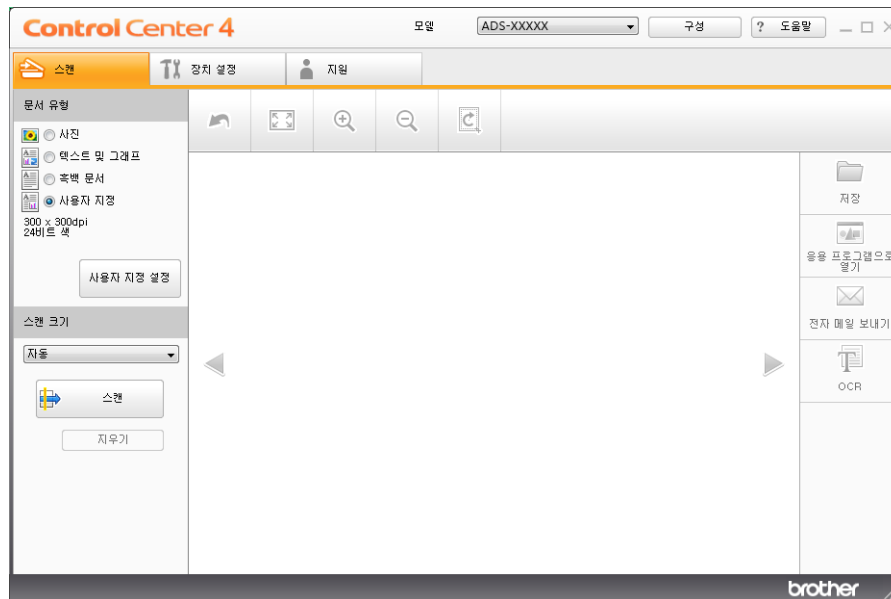 Control Center 4
모델
ADS-XXXXX
구성
? 도움말
스캔
장치 설정
지원
문서 유형
사진
텍스트 및 그래프
흑백 문서
사용자 지정
300 x 300dpi
24비트 색
사용자 지정 설정
스캔 크기
자동
스캔
지우기
저장
응용 프로그램으로
열기
전자 메일 보내기
OCR
brother